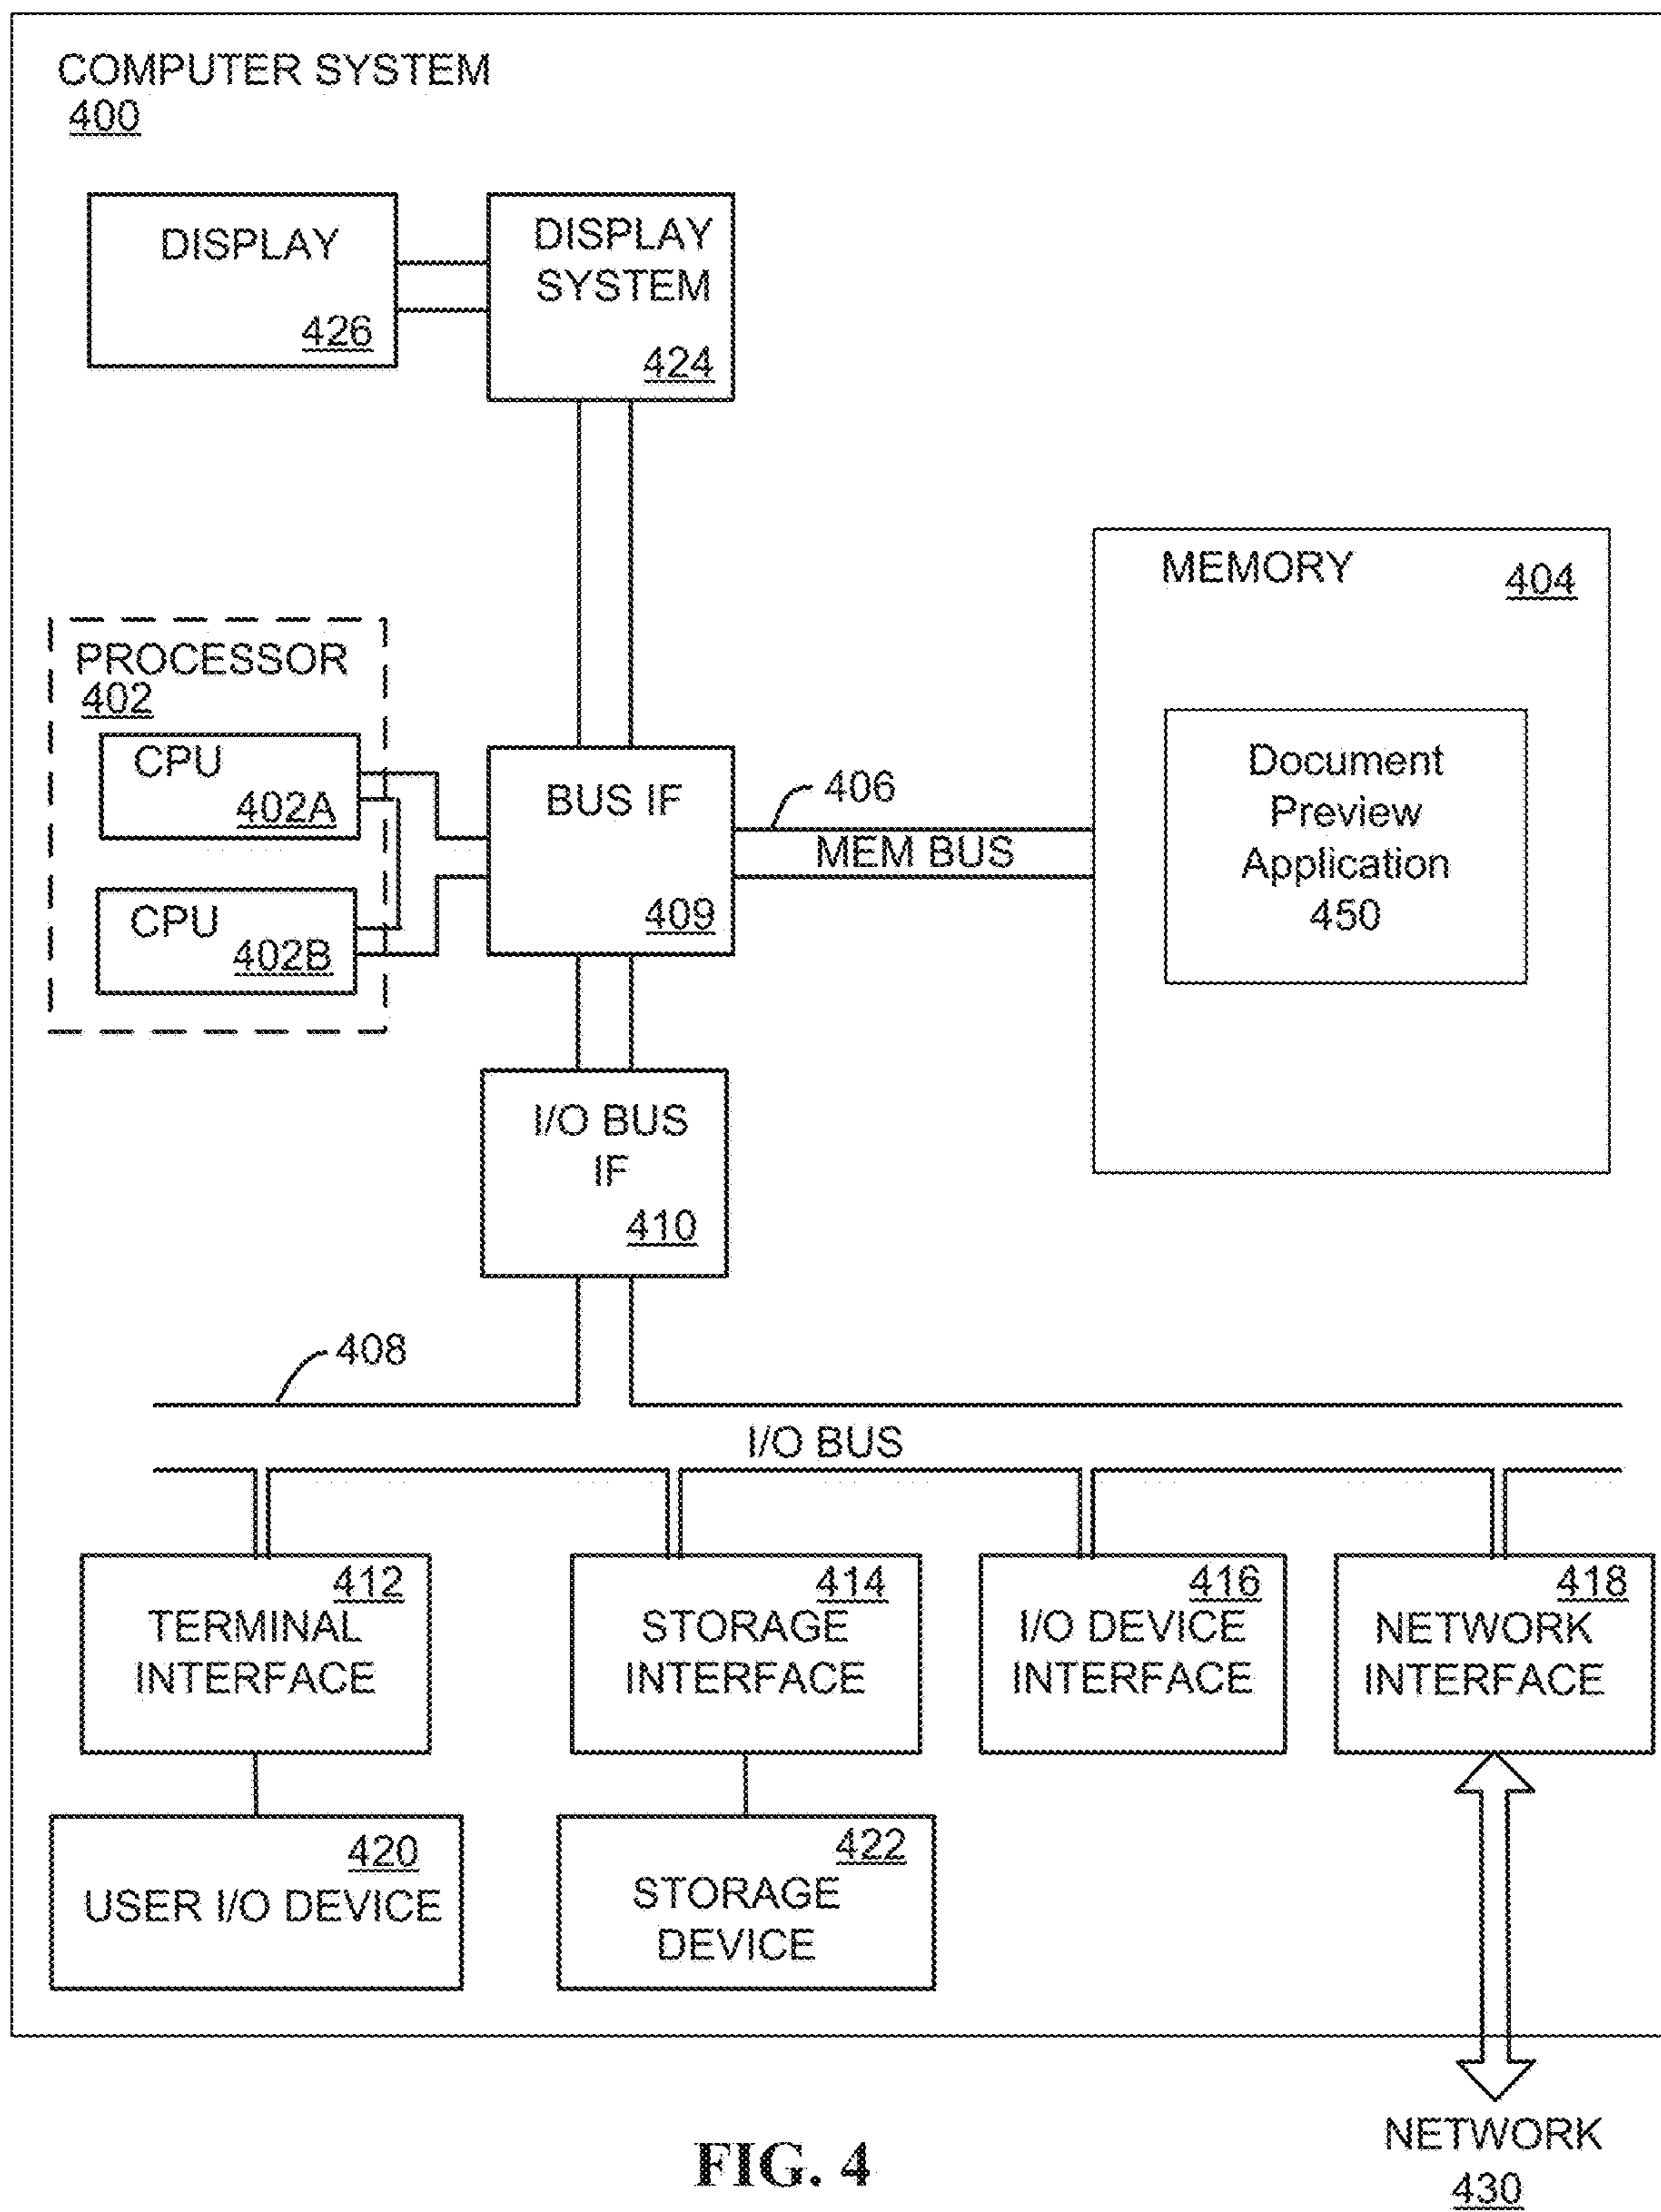 COMPUTER SYSTEM
400
DISPLAY
426
DISPLAY
SYSTEM
424
PROCESSOR
402
CPU
402A
CPU
402B
BUS IF
409
406
MEM BUS
MEMORY
404
Document
Preview
Application
450
I/O BUS
IF
410
408
I/O BUS
412
TERMINAL
INTERFACE
414
STORAGE
INTERFACE
416
I/O DEVICE
INTERFACE
418
NETWORK
INTERFACE
420
USER I/O DEVICE
422
STORAGE
DEVICE
NETWORK
430
FIG. 4